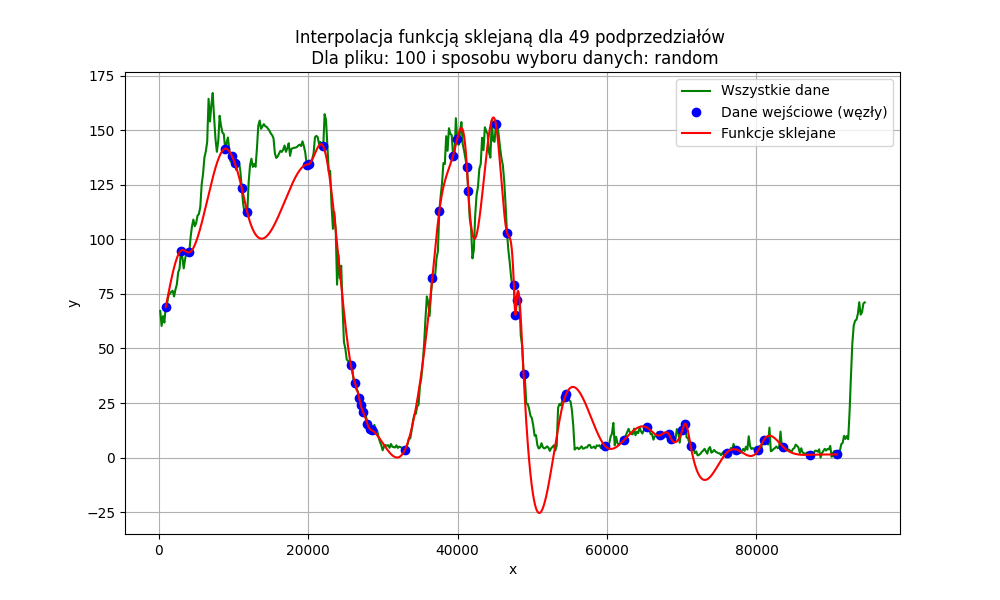 Interpolacja funkcją sklejaną dla 49 podprzedziałów
Dla pliku: 100 i sposobu wyboru danych: random
Wszystkie dane
Dane wejściowe (węzły)
Funkcje sklejane
175
150
125
100
75
50
25
0
−25
y
0
20000
40000
60000
80000
x